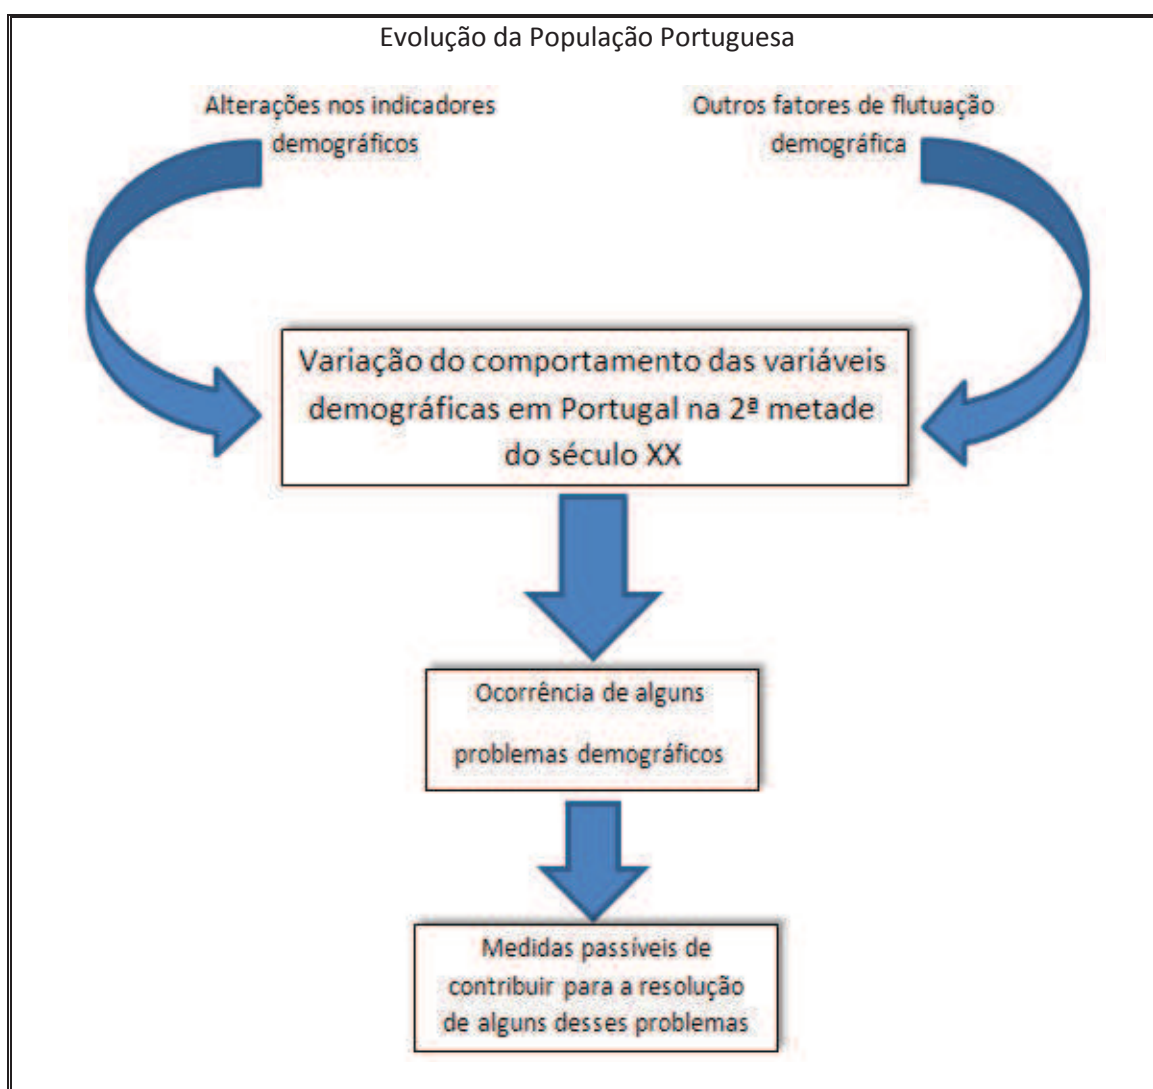 Evolução da População Portuguesa
Alterações nos indicadores
demográficos
Outros fatores de flutuação
demográfica
Variação do comportamento das variáveis
demográficas em Portugal na 2ª metade
do século XX
Ocorrência de alguns
problemas demográficos
Medidas passíveis de
contribuir para a resolução
de alguns desses problemas